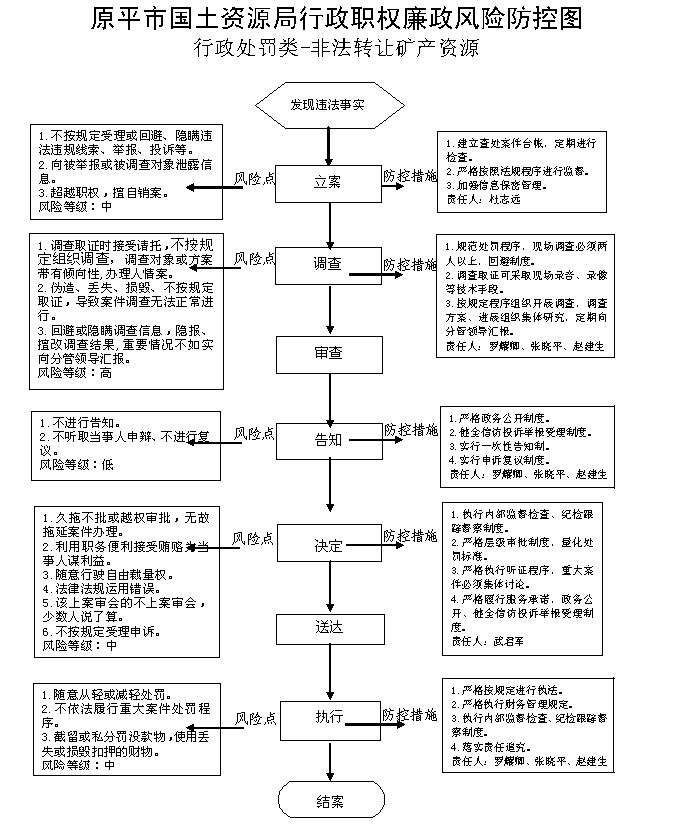 原平市国土资源局行政职权廉政风险防控图
行政处罚类-非法转让矿产资源
发现违法事实
1.不按规定受理或回避、隐瞒违
法违规线索、举报、投诉等。
2.向被举报或被调查对象泄露信
息。
3.超越职权，擅自销案。
风险等级：中
风险点
立案
防控措施
1.建立查处案件台帐，定期进行
检查。
2.严格按照法规程序进行监督。
3.加强信息保密管理。
责任人：杜志远
1.调查取证时接受请托，不按规
定组织调查，调查对象或方案
带有倾向性,办理人情案。
2.伪造、丢失、损毁、不按规定
取证，导致案件调查无法正常进
行。
3.回避或隐瞒调查信息，隐报、
擅改调查结果,重要情况不如实
向分管领导汇报。
风险等级：高
风险点
调查
防控措施
1.规范处罚程序，现场调查必须两
人以上，回避制度。
2.调查取证可采取现场录音、录像
等技术手段。
3.按规定程序组织开展调查，调查
方案、进展组织集体研究，定期向
分管领导汇报。
责任人：罗耀卿、张晓平、赵建生
审查
1.不进行告知。
2.不听取当事人申辩、不进行复
议。
风险等级：低
风险点
告知
防控措施
1.严格政务公开制度。
2.健全信访投诉举报受理制度。
3.实行一次性告知制。
4.实行申诉复议制度。
责任人：罗耀卿、张晓平、赵建生
1.久拖不批或越权审批，无故
拖延案件办理。
2.利用职务便利接受贿赂为当
事人谋利益。
3.随意行驶自由裁量权。
4.法律法规运用错误。
5.该上案审会的不上案审会，
少数人说了算。
6.不按规定受理申诉。
风险等级：中
风险点
决定
防控措施
1.执行内部监督检查、纪检跟
踪督察制度。
2.严格层级审批制度，量化处
罚标准。
3.严格执行听证程序，重大案
件必须集体讨论。
4.严格履行服务承诺，政务公
开、健全信访投诉举报受理制
度。
责任人：武君军
送达
1.随意从轻或减轻处罚。
2.不依法履行重大案件处罚程
序。
3.截留或私分罚没款物,使用丢
失或损毁扣押的财物。
风险等级：中
风险点
执行
防控措施
1.严格按规定进行执法。
2.严格执行财务管理规定。
3.执行内部监督检查、纪检跟踪督
察制度。
4.落实责任追究。
责任人：罗耀卿、张晓平、赵建生
结案